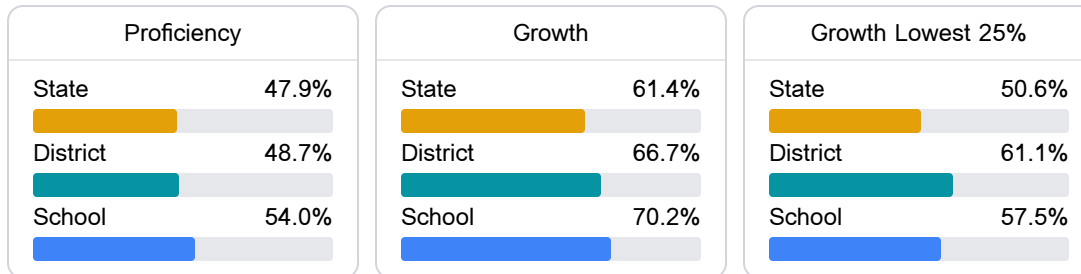 Proficiency
State 47.9%
District 48.7%
School 54.0%
Growth
State 61.4%
District 66.7%
School 70.2%
Growth Lowest 25%
State 50.6%
District 61.1%
School 57.5%